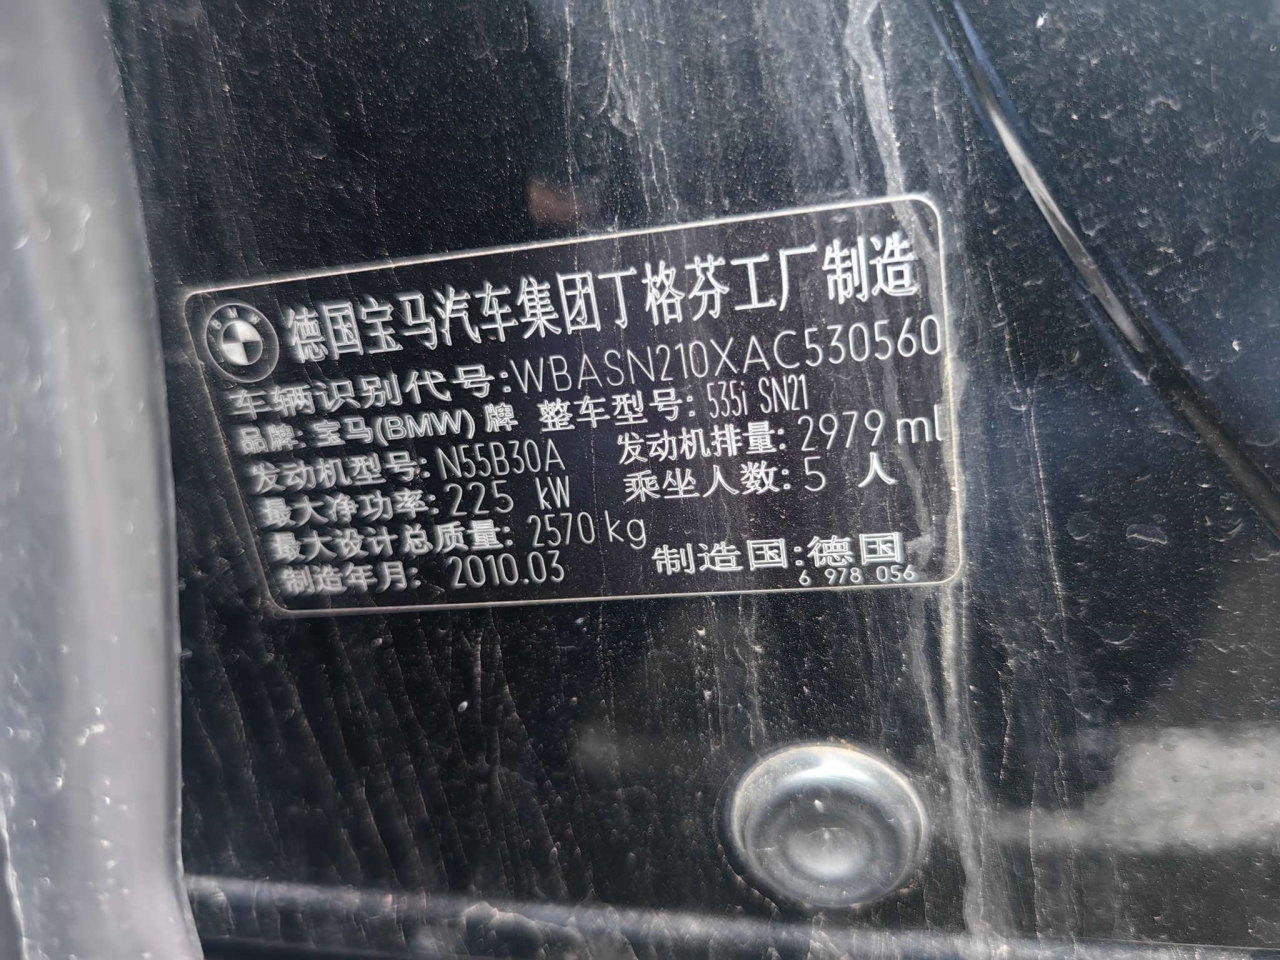 BMW
德国宝马汽车集团丁格芬工厂制造
车辆识别代号:WBASN210XAC530560
品牌:宝马(BMW)牌 整车型号:535i SN21
发动机型号:N55B30A 发动机排量:2979 ml
最大净功率:225 kW 乘坐人数:5 人
最大设计总质量:2570 kg
制造年月:2010.03 制造国:德国
6 978 056